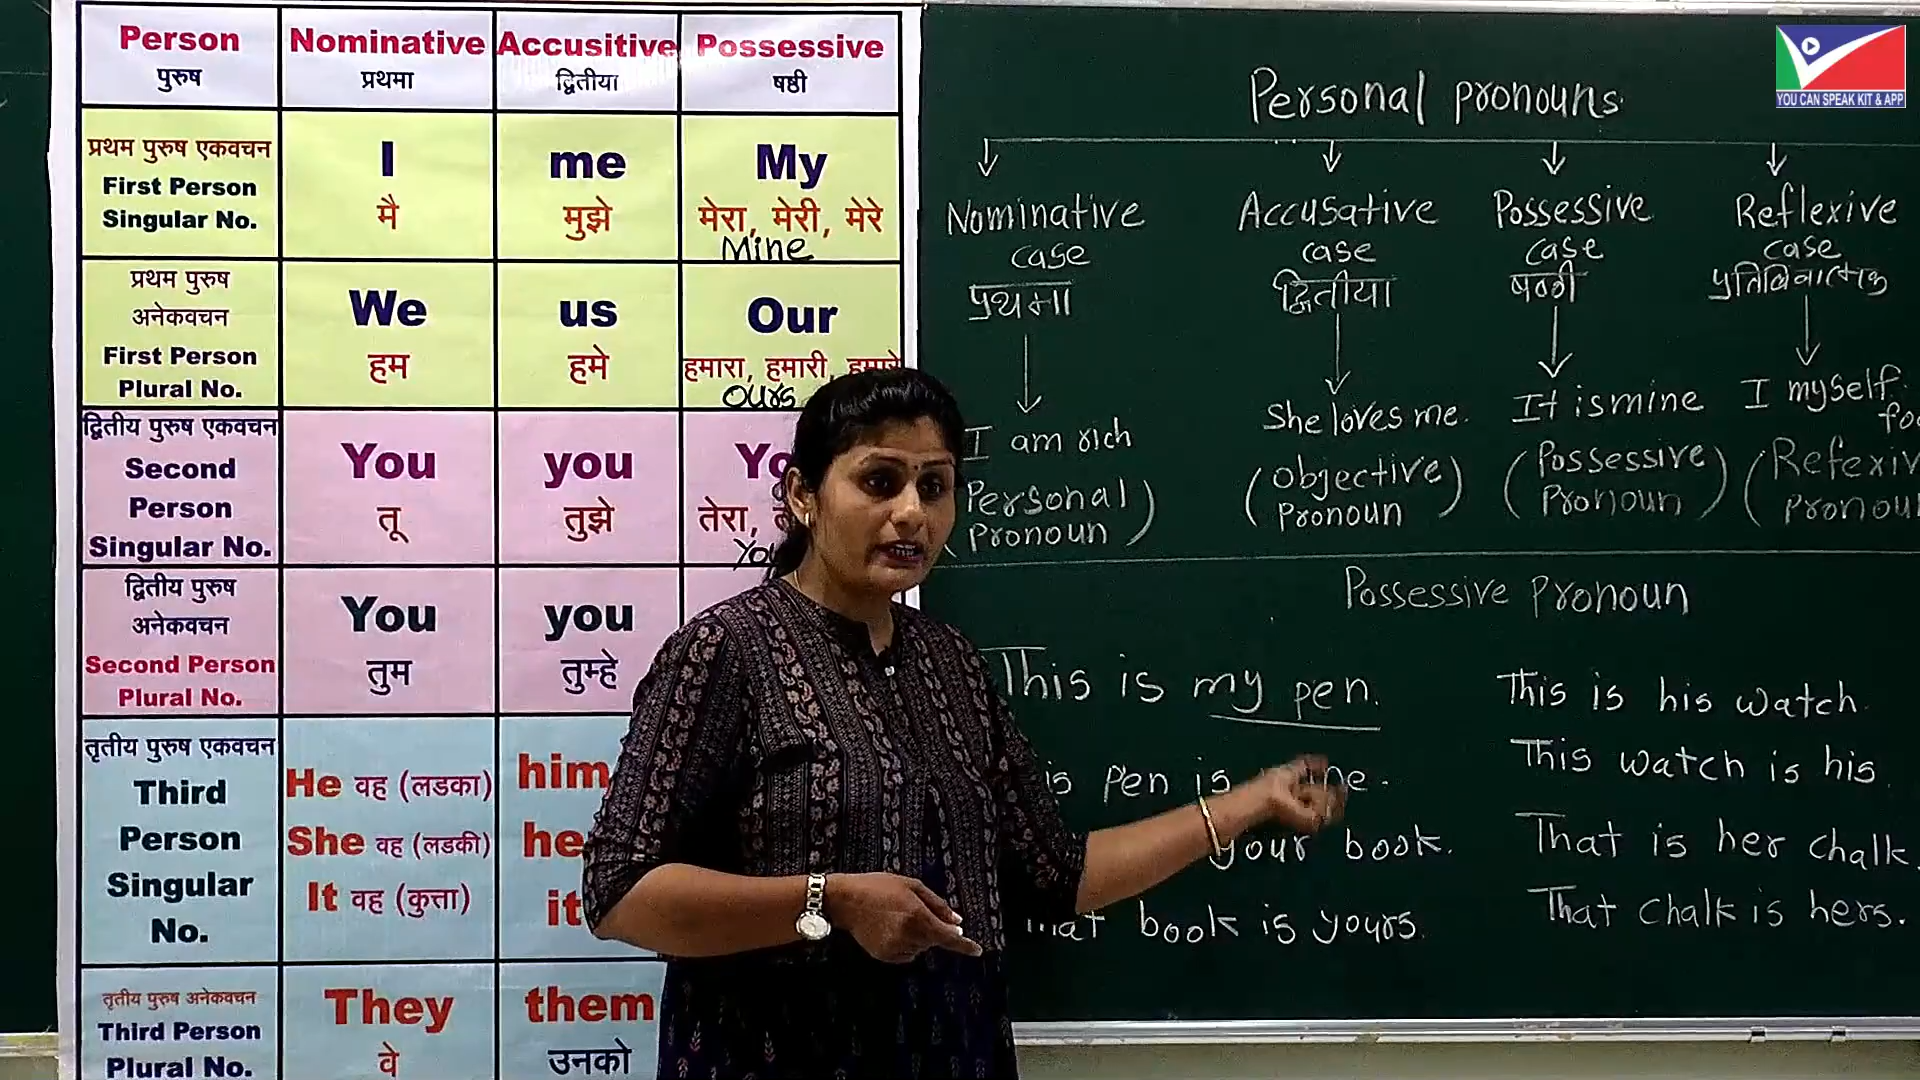 Person
पुरुष
Nominative
प्रथमा
Accusitive
द्वितीया
Possessive
षष्ठी
प्रथम पुरुष एकवचन
First Person
Singular No.
I
मै
me
मुझे
My
मेरा, मेरी, मेरे
Mine
प्रथम पुरुष
अनेकवचन
First Person
Plural No.
We
हम
us
हमे
Our
हमारा, हमारी, हमारे
Ours
द्वितीय पुरुष एकवचन
Second
Person
Singular No.
You
तू
you
तुझे
तेरा,
द्वितीय पुरुष
अनेकवचन
Second Person
Plural No.
You
तुम
you
तुम्हे
तृतीय पुरुष एकवचन
Third
Person
Singular
No.
He वह (लडका)
She वह (लडकी)
It वह (कुत्ता)
him
it
तृतीय पुरुष अनेकवचन
Third Person
Plural No.
They
वे
them
उनको
YOU CAN SPEAK KIT & APP
Personal pronouns
Nominative
case
प्रथमा
I am rich
Personal
Pronoun )
Accusative
case
द्वितीया
She loves me.
( Objective )
Pronoun
Possessive
case
षष्ठी
It is mine
( Possessive )
Pronoun
Reflexive
case
I myself
Possessive Pronoun
This is my pen.
pen is
your book.
book is yours.
This is his watch.
This watch is his.
That is her chalk.
That chalk is hers.